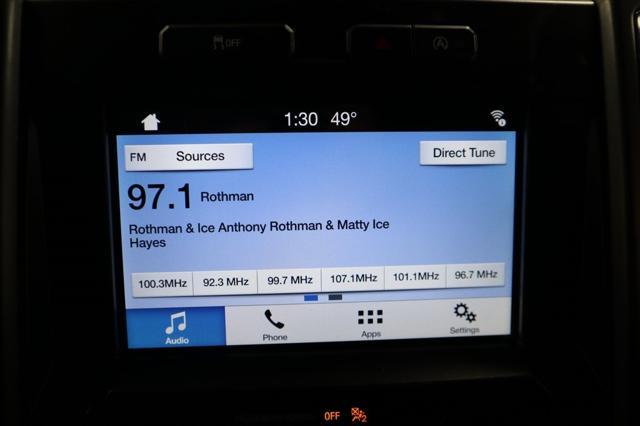 OFF
1:30 49°
FM Sources Direct Tune
97.1 Rothman
Rothman & Ice Anthony Rothman & Matty Ice
Hayes
100.3MHz 92.3 MHz 99.7 MHz 107.1MHz 101.1MHz 96.7 MHz
Audio Phone Apps Settings
OFF 2